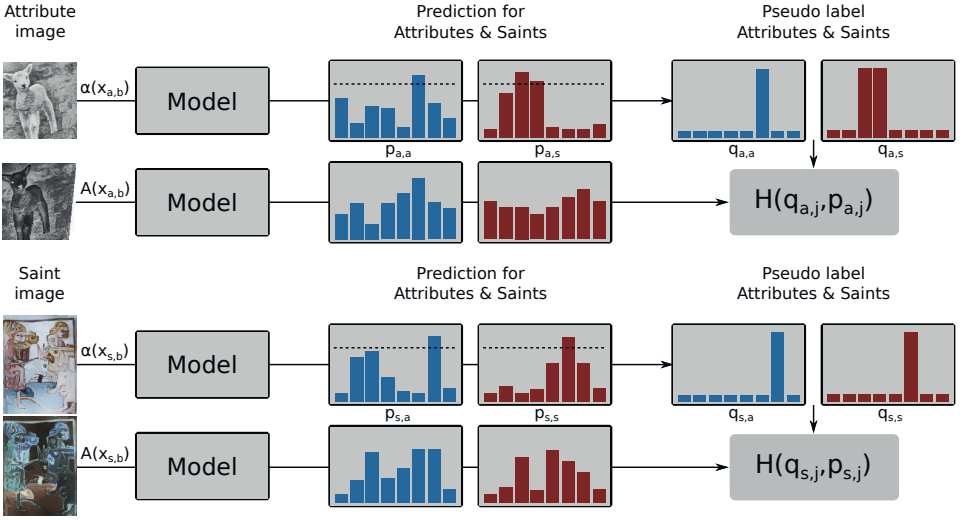 Attribute
image
Prediction for
Attributes & Saints
Pseudo label
Attributes & Saints
α(x_{a,b})
Model
p_{a,a}
p_{a,s}
q_{a,a}
q_{a,s}
A(x_{a,b})
Model
H(q_{a,j},p_{a,j})
Saint
image
Prediction for
Attributes & Saints
Pseudo label
Attributes & Saints
α(x_{s,b})
Model
p_{s,a}
p_{s,s}
q_{s,a}
q_{s,s}
A(x_{s,b})
Model
H(q_{s,j},p_{s,j})